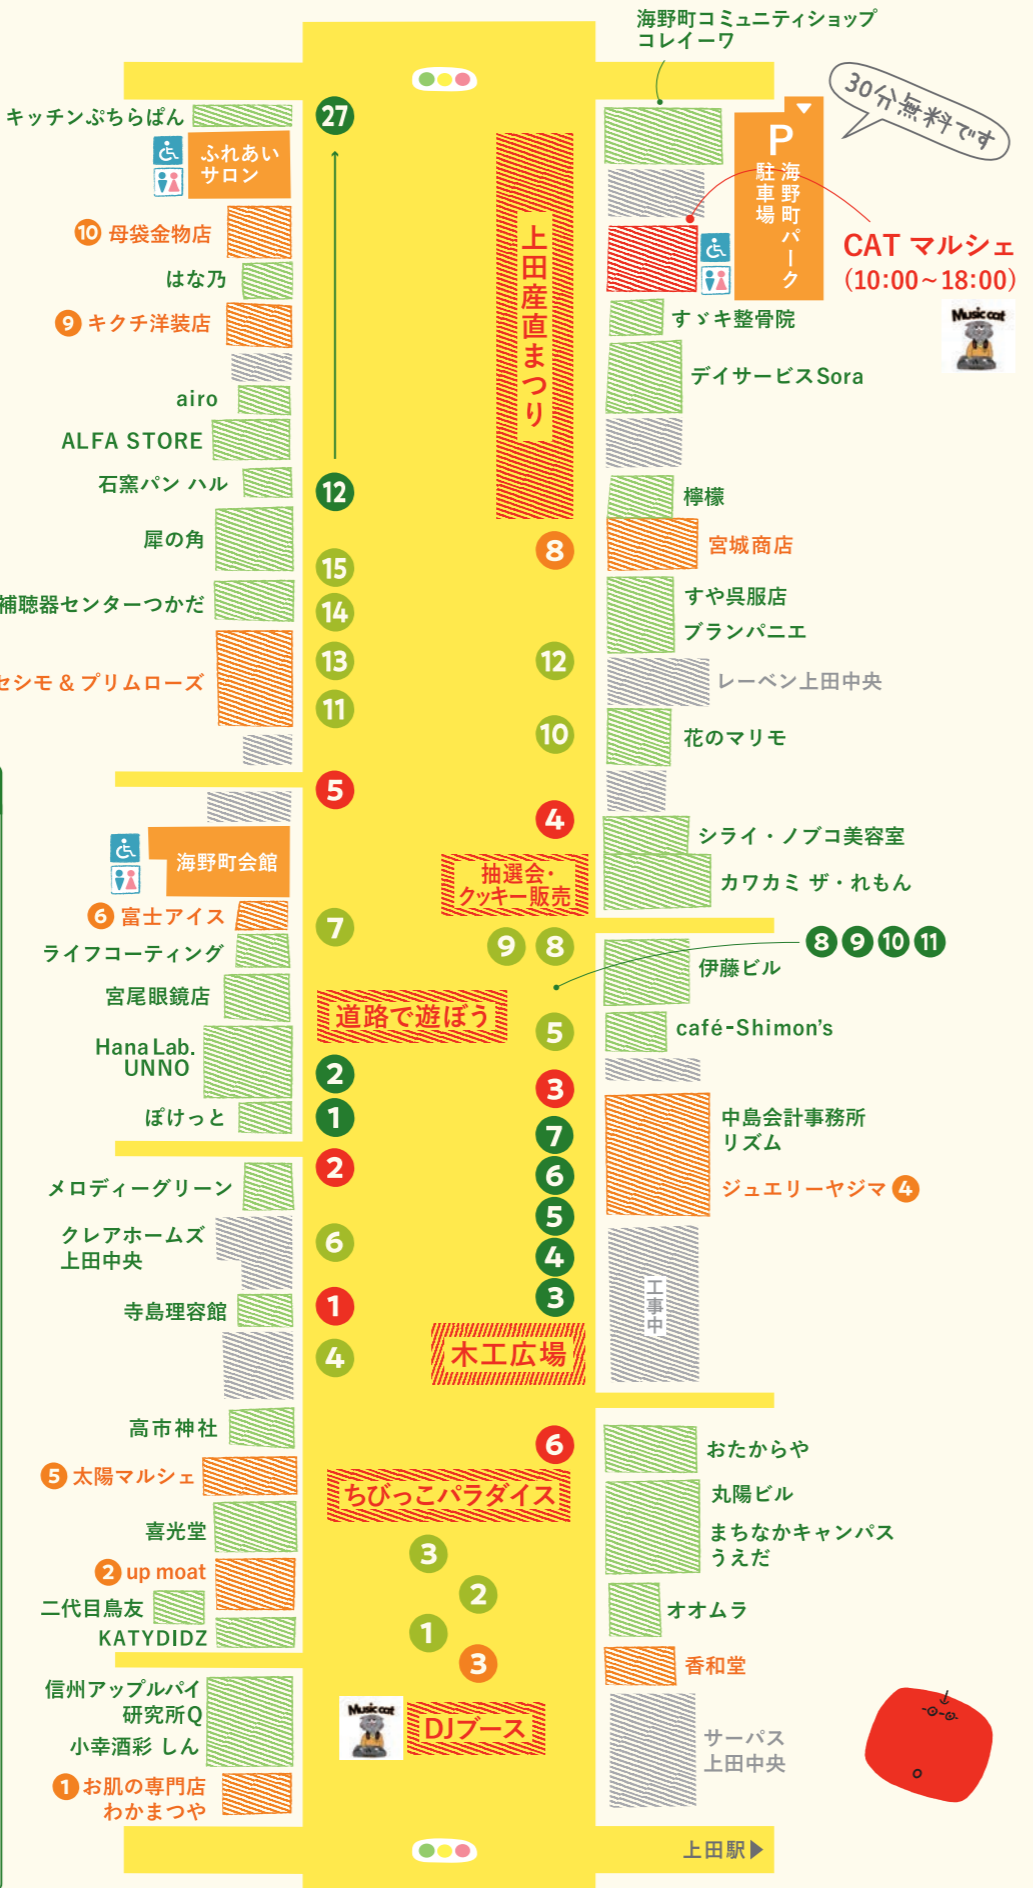 海野町コミュニティショップ
コレイーワ
30分無料です
P
海野町パーク
駐車場
CAT マルシェ
(10:00~18:00)
Music cat
キッチンぷちらぱん
27
ふれあい
サロン
10 母袋金物店
はな乃
9 キクチ洋装店
airo
ALFA STORE
石窯パン ハル
12
犀の角
15
補聴器センターつかだ
14
セシモ & プリムローズ
13
11
5
上田産直まつり
すゞキ整骨院
デイサービスSora
檸檬
8
宮城商店
すや呉服店
ブランパニエ
12
レーベン上田中央
10
花のマリモ
4
シライ・ノブコ美容室
カワカミ ザ・れもん
抽選会・
クッキー販売
海野町会館
6 富士アイス
7
ライフコーティング
9 8
8 9 10 11
伊藤ビル
宮尾眼鏡店
道路で遊ぼう
5
café-Shimon's
Hana Lab.
UNNO
2
3
ぽけっと
1
7
中島会計事務所
リズム
2
6
メロディーグリーン
ジュエリーヤジマ 4
5
クレアホームズ
上田中央
6
4
寺島理容館
1
3
工事中
4
木工広場
高市神社
6
おたからや
5 太陽マルシェ
ちびっこパラダイス
丸陽ビル
喜光堂
まちなかキャンパス
うえだ
3
2 up moat
2
二代目鳥友
オオムラ
KATYDIDZ
1
3
香和堂
信州アップルパイ
研究所Q
小幸酒彩 しん
Music cat
DJブース
サーパス
上田中央
1 お肌の専門店
わかまつや
上田駅▶